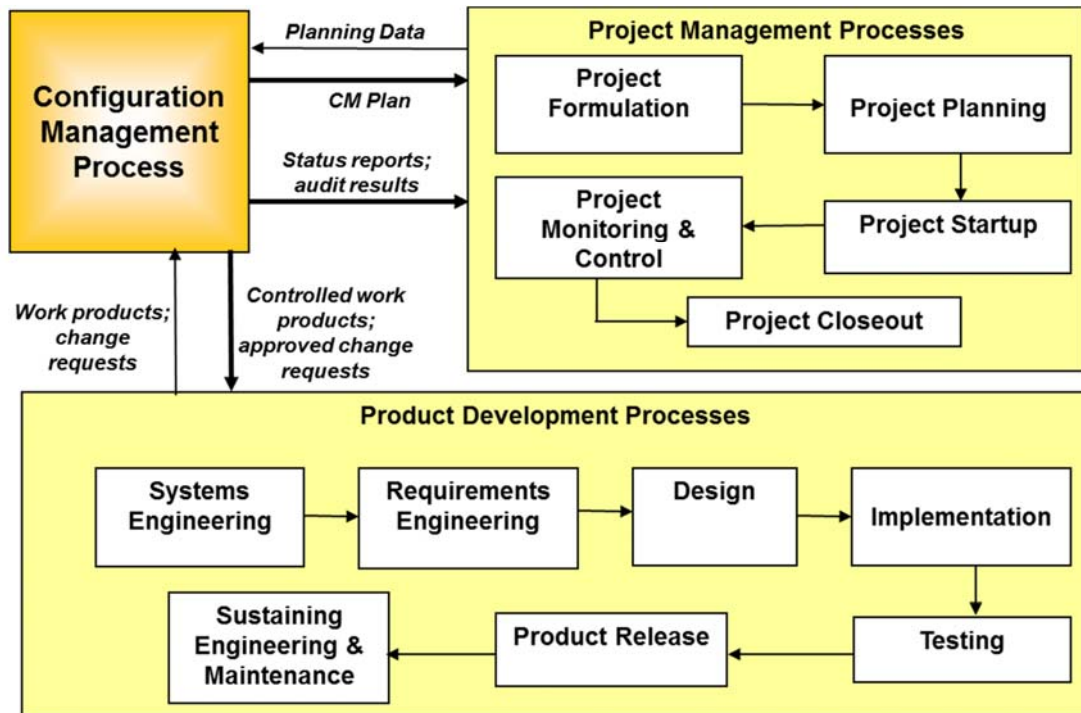 Configuration
Management
Process
Planning Data
CM Plan
Status reports;
audit results
Project Management Processes
Project
Formulation
Project Planning
Project
Monitoring &
Control
Project Startup
Project Closeout
Work products;
change
requests
Controlled work
products;
approved change
requests
Product Development Processes
Systems
Engineering
Requirements
Engineering
Design
Implementation
Sustaining
Engineering &
Maintenance
Product Release
Testing